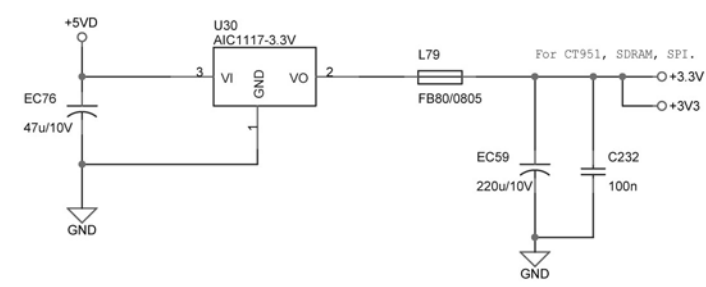 +5VD
U30
AIC1117-3.3V
L79
For CT951, SDRAM, SPI.
3
VI
GND
VO
2
+3.3V
FB80/0805
+3V3
EC76
47u/10V
1
EC59
220u/10V
C232
100n
GND
GND